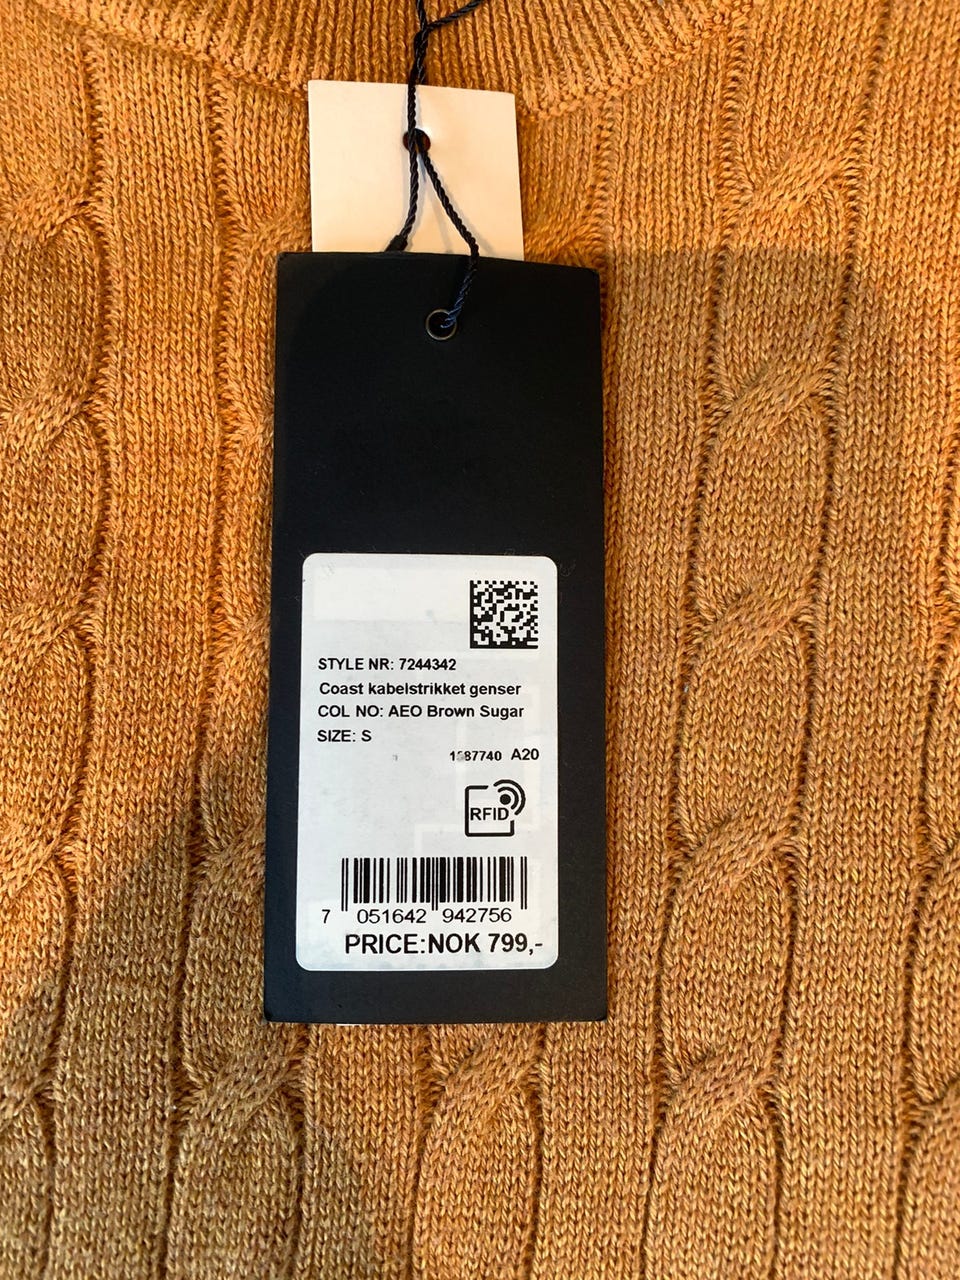 STYLE NR: 7244342
Coast kabelstrikket genser
COL NO: AEO Brown Sugar
SIZE: S
A20
RFID
7 051642 942756
PRICE:NOK 799,-